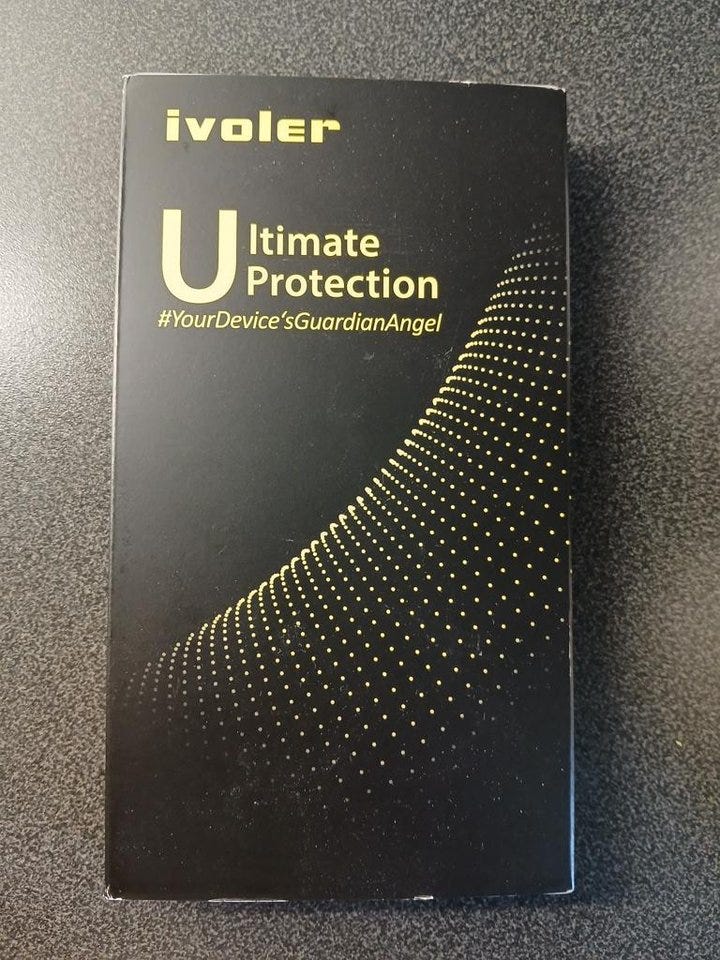 ivoler
Ultimate
Protection
#YourDevice‘sGuardianAngel